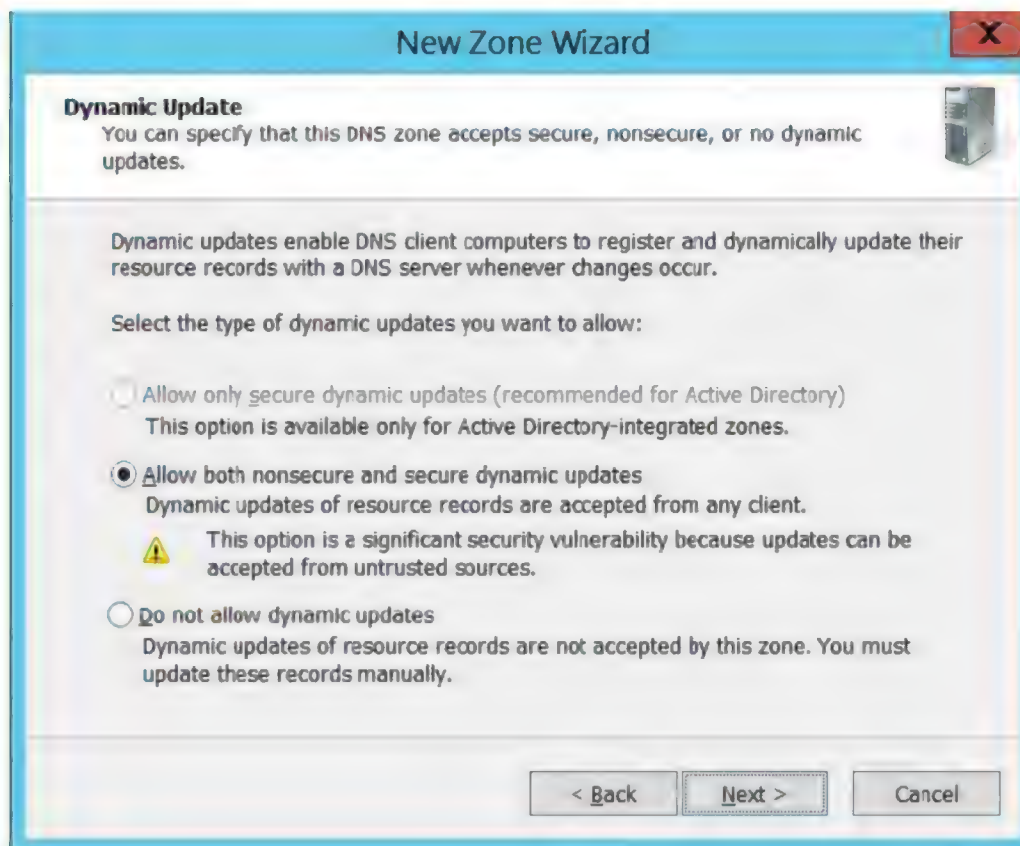 New Zone Wizard
X
Dynamic Update
You can specify that this DNS zone accepts secure, nonsecure, or no dynamic
updates.
Dynamic updates enable DNS client computers to register and dynamically update their
resource records with a DNS server whenever changes occur.
Select the type of dynamic updates you want to allow:
Allow only secure dynamic updates (recommended for Active Directory)
This option is available only for Active Directory-integrated zones.
Allow both nonsecure and secure dynamic updates
Dynamic updates of resource records are accepted from any client.
This option is a significant security vulnerability because updates can be
accepted from untrusted sources.
Do not allow dynamic updates
Dynamic updates of resource records are not accepted by this zone. You must
update these records manually.
< Back
Next >
Cancel